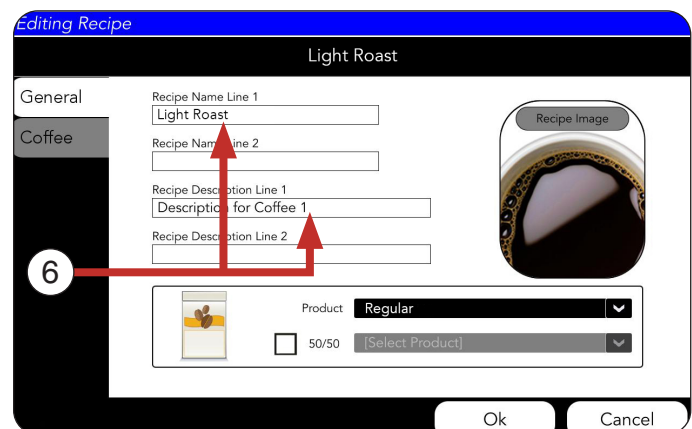 Editing Recipe
Light Roast
General
Coffee
Recipe Name Line 1
Light Roast
Recipe Name Line 2
Recipe Description Line 1
Description for Coffee 1
Recipe Description Line 2
Recipe Image
6
Product Regular
50/50 [Select Product]
Ok Cancel